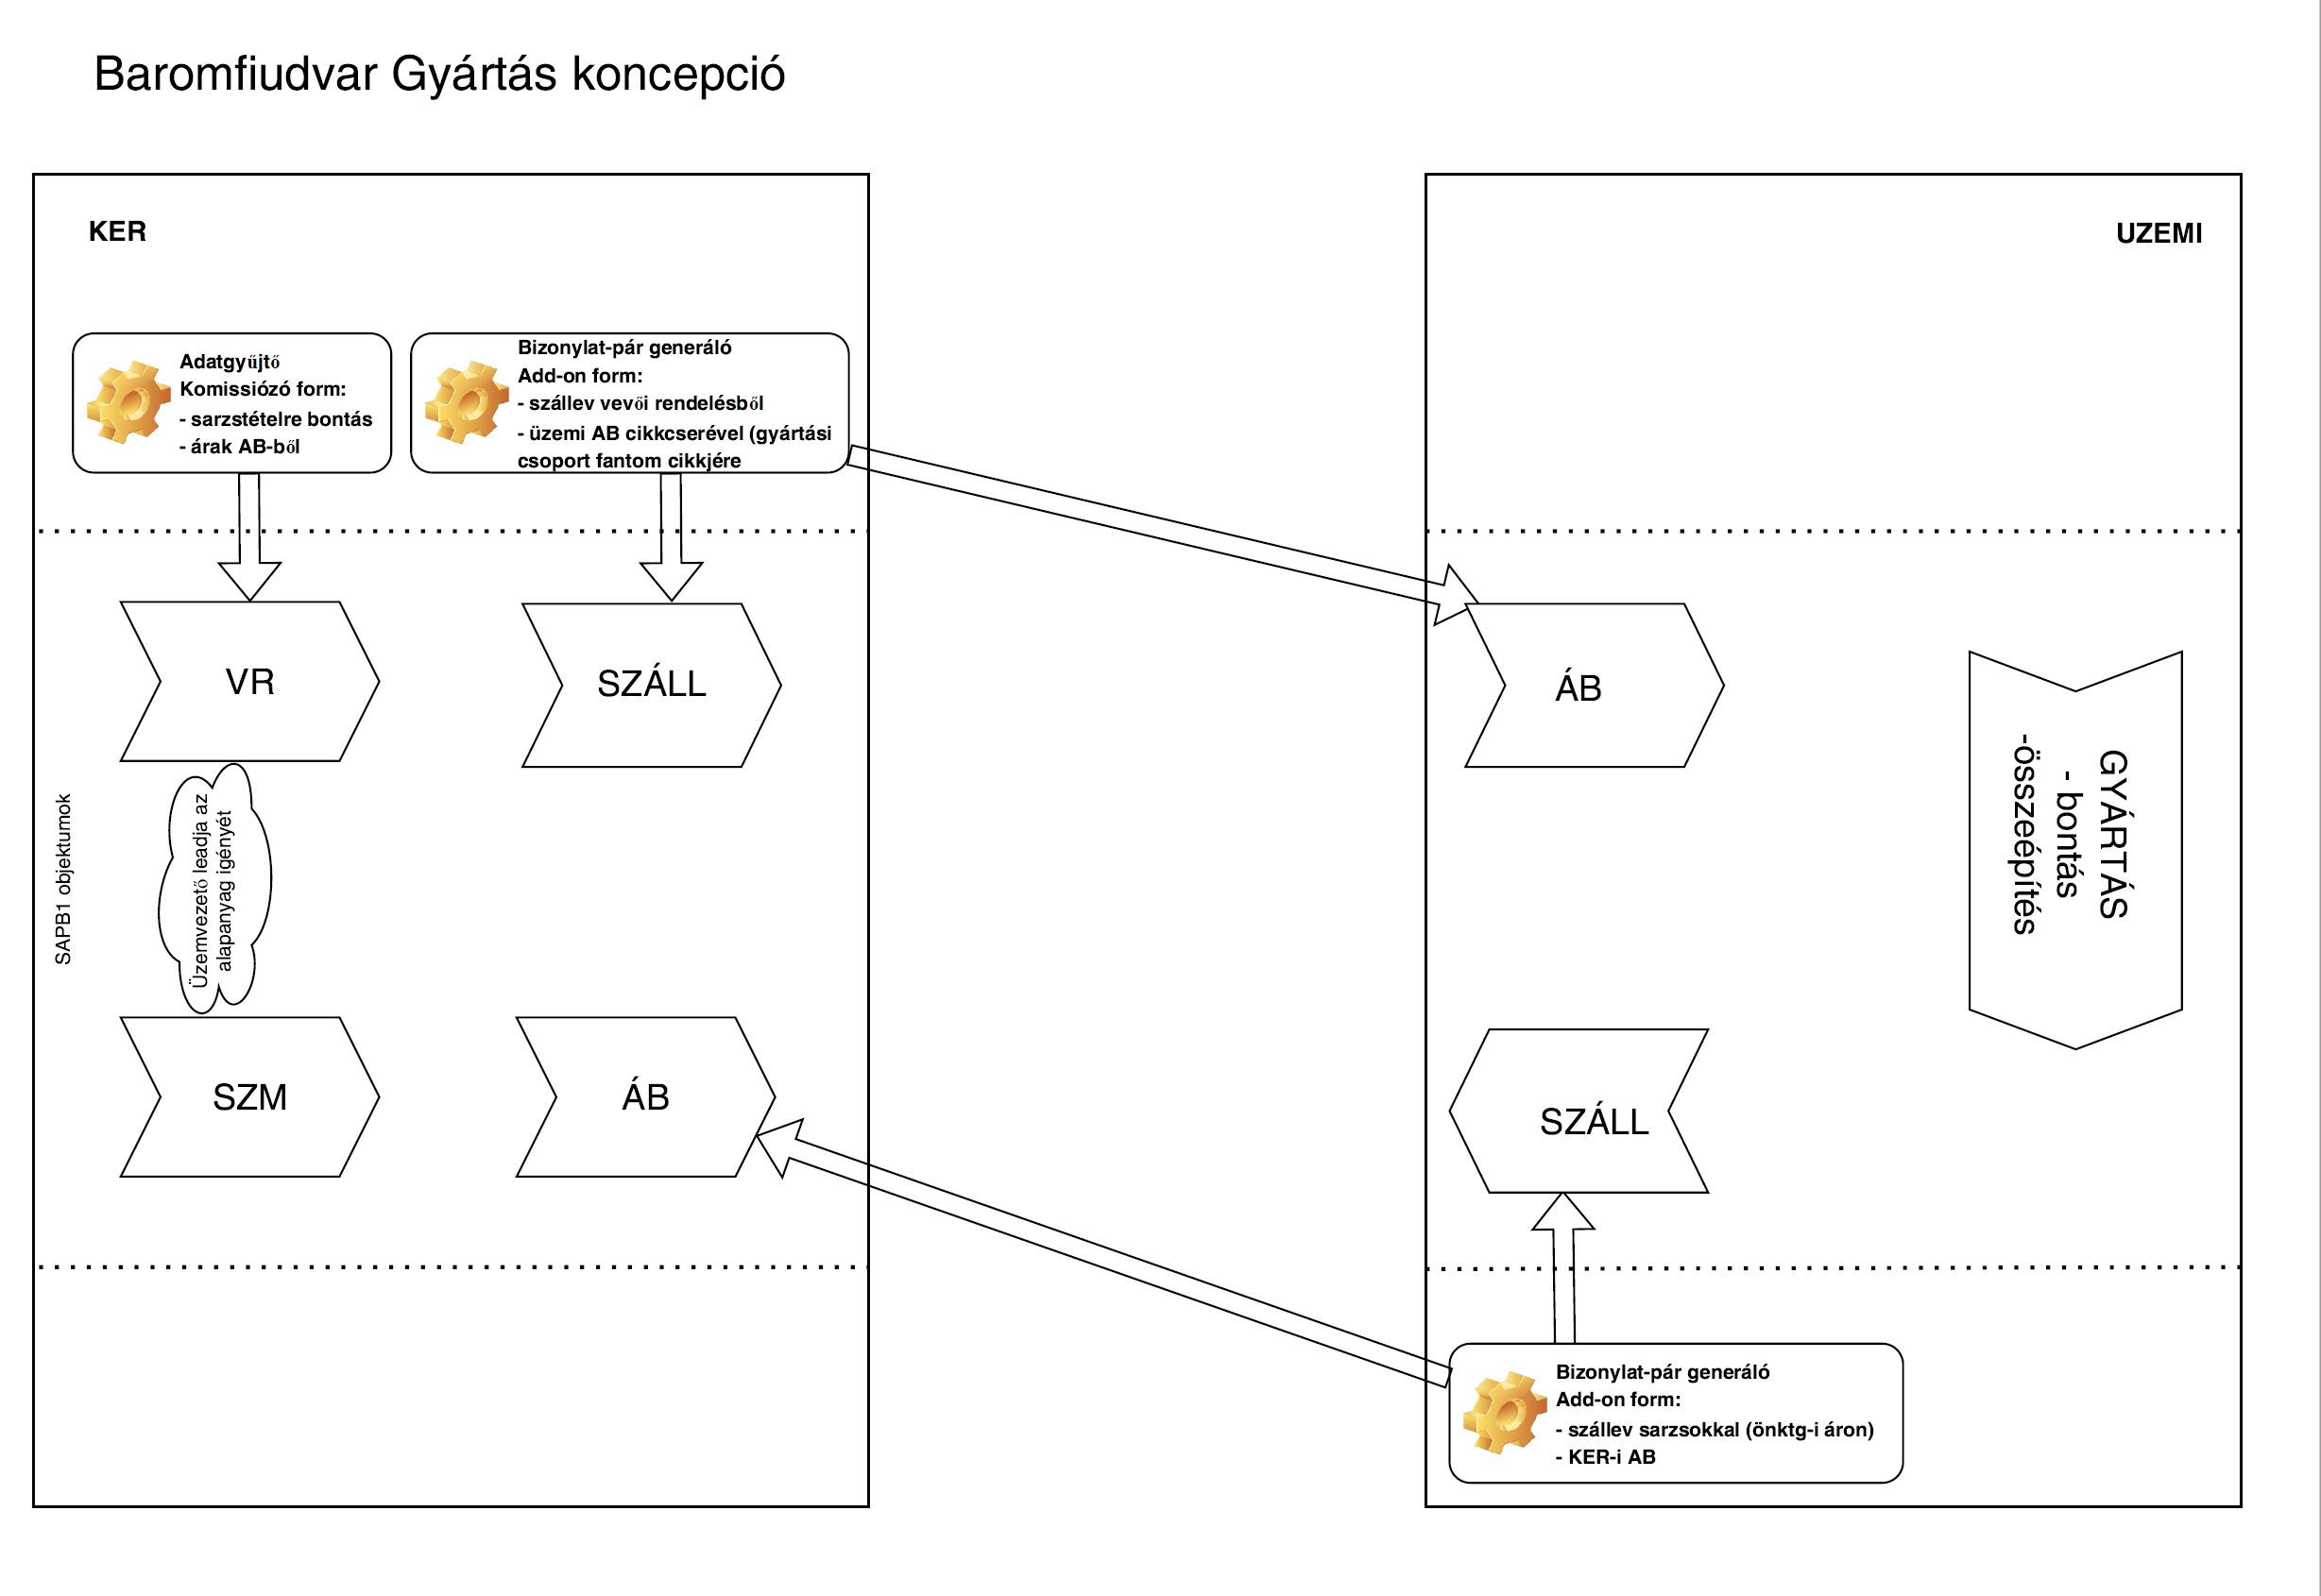 Baromfiudvar Gyártás koncepció
KER
Adatgyűjtő
Komissiózó form:
- sarzstételre bontás
- árak AB-ből
Bizonylat-pár generáló
Add-on form:
- szállev vevői rendelésből
- üzemi AB cikkcserével (gyártási
csoport fantom cikkjére
VR
SZÁLL
SAPB1 objektumok
Üzemvezető leadja az
alapanyag igényét
SZM
ÁB
UZEMI
ÁB
GYÁRTÁS
- bontás
-összeépítés
SZÁLL
Bizonylat-pár generáló
Add-on form:
- szállev sarzsokkal (önktg-i áron)
- KER-i AB